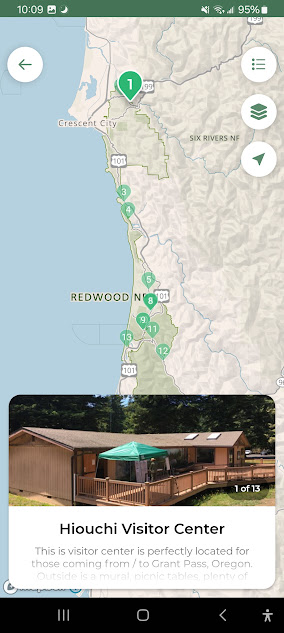 10:09
95%
1
199
Crescent City
SIX RIVERS NF
101
3
4
5
REDWOOD N
8
101
9
11
13
12
101
96
1 of 13
Hiouchi Visitor Center
This is visitor center is perfectly located for
those coming from / to Grant Pass, Oregon.
Outside is a mural, picnic tables, plenty of